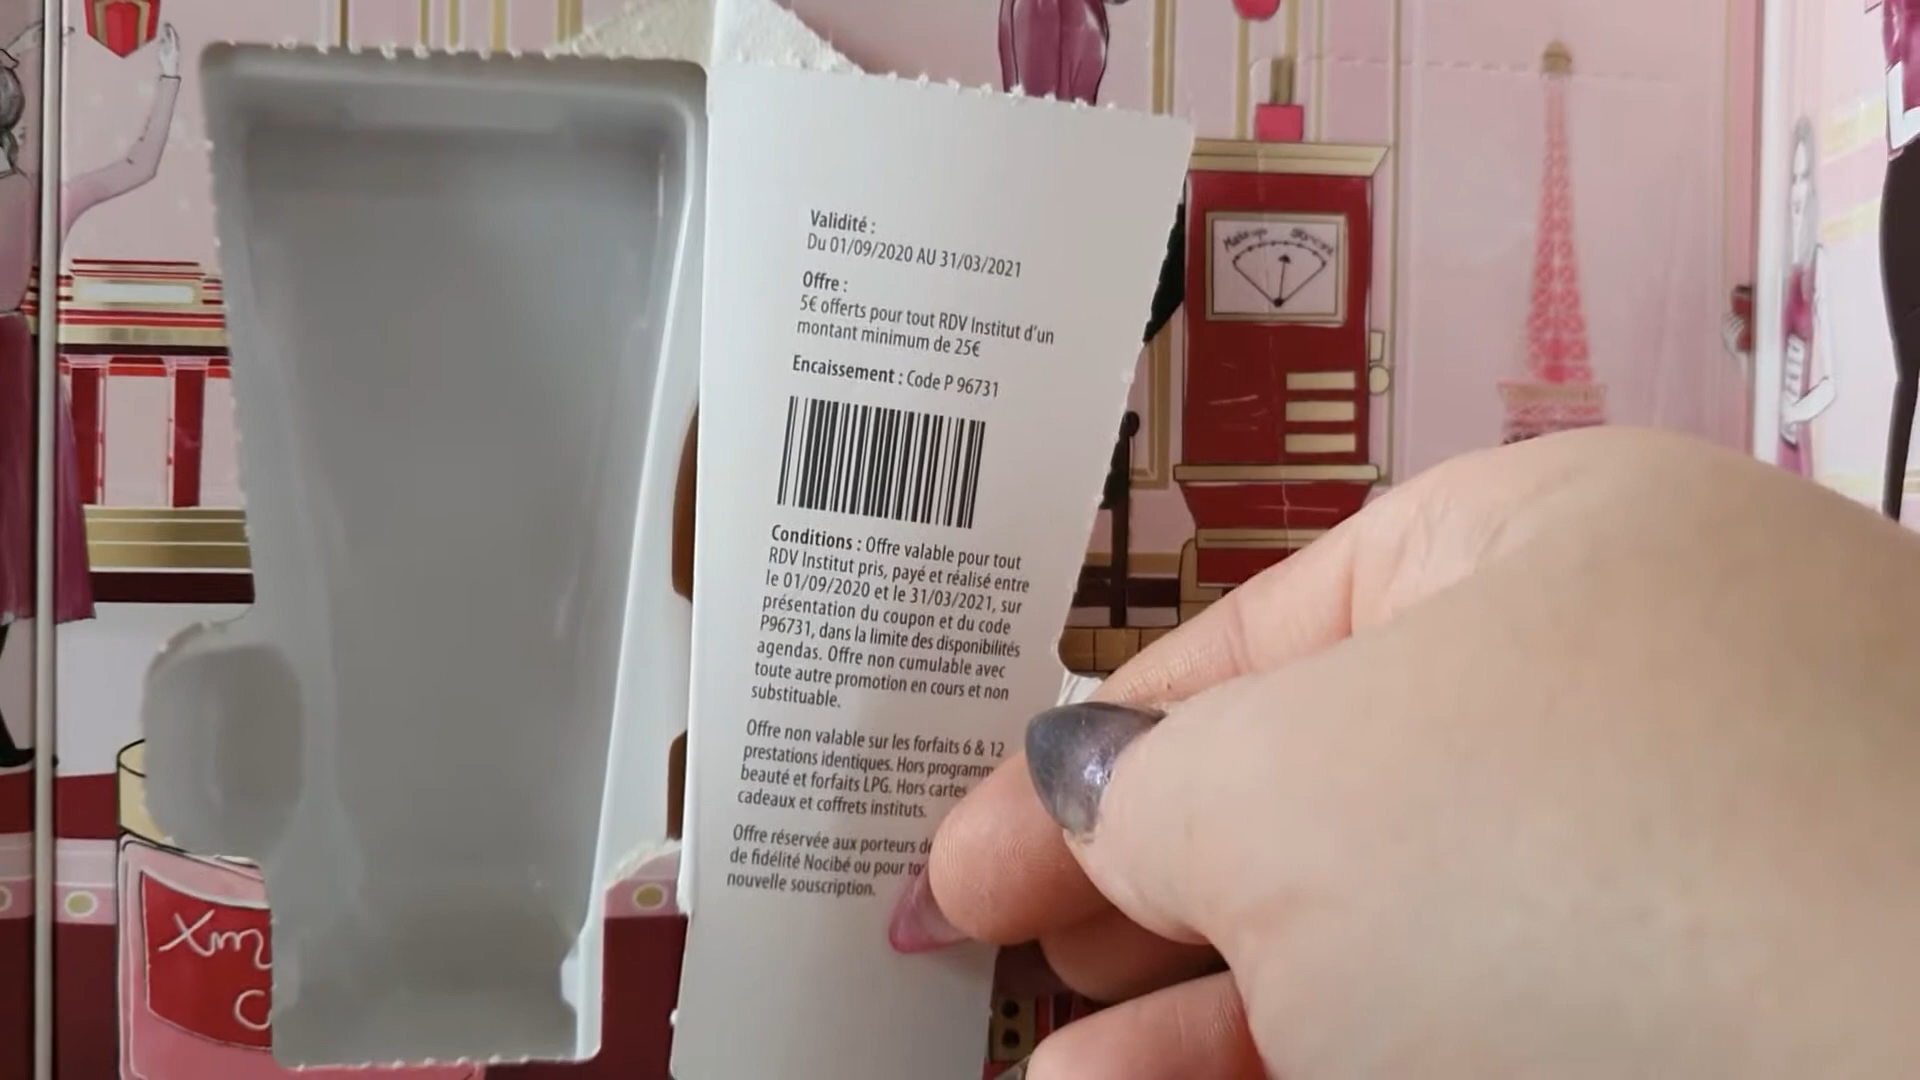 Validité :
Du 01/09/2020 AU 31/03/2021
Offre :
5€ offerts pour tout RDV Institut d'un
montant minimum de 25€
Encaissement : Code P 96731
Conditions : Offre valable pour tout
RDV Institut pris, payé et réalisé entre
le 01/09/2020 et le 31/03/2021, sur
présentation du coupon et du code
P96731, dans la limite des disponibilités
agendas. Offre non cumulable avec
toute autre promotion en cours et non
substituable.
Offre non valable sur les forfaits 6 & 12
prestations identiques. Hors programm
beauté et forfaits LPG. Hors cartes
cadeaux et coffrets instituts.
Offre réservée aux porteurs de
de fidélité Nocibé ou pour to
nouvelle souscription.
Makeup
Xm
C